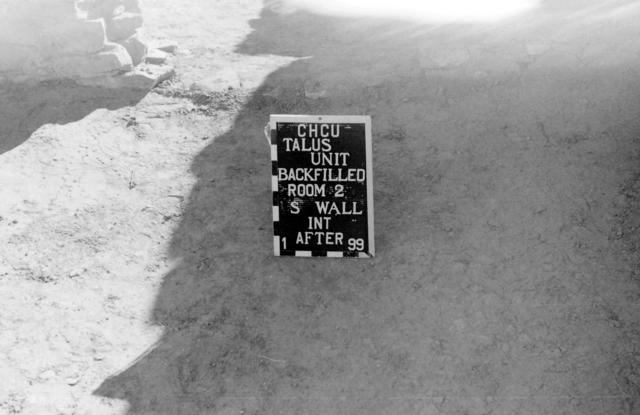 CHCU
TALUS
UNIT
BACKFILLED
ROOM 2
S WALL
INT
AFTER
1 99